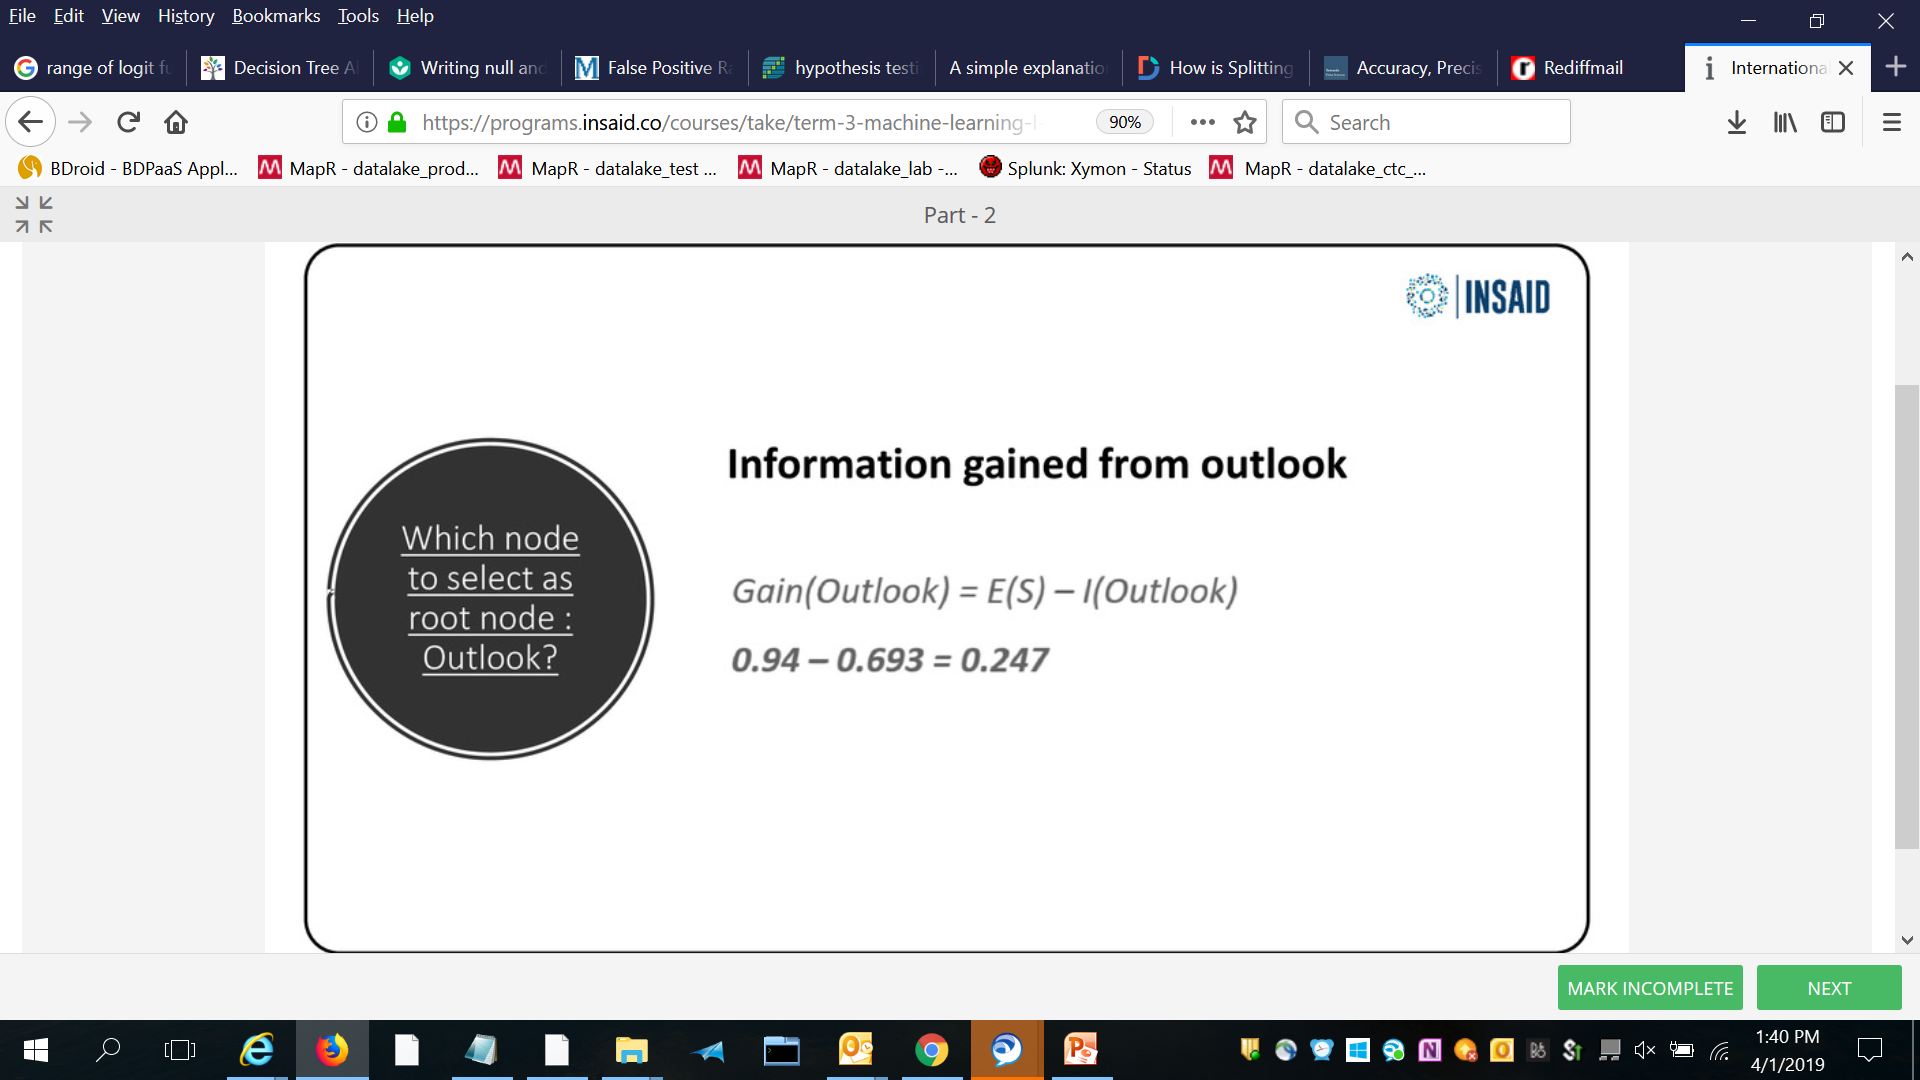 File Edit View History Bookmarks Tools Help
range of logit fu
Decision Tree Al
Writing null and
False Positive Ra
hypothesis testi
A simple explanatio
How is Splitting
Accuracy, Precis
Rediffmail
International
https://programs.insaid.co/courses/take/term-3-machine-learning-l
90%
Search
BDroid - BDPaaS Appl...
MapR - datalake_prod...
MapR - datalake_test ...
MapR - datalake_lab -...
Splunk: Xymon - Status
MapR - datalake_ctc_...
Part - 2
INSAID
Information gained from outlook
Which node
to select as
root node :
Outlook?
Gain(Outlook) = E(S) – I(Outlook)
0.94 – 0.693 = 0.247
MARK INCOMPLETE
NEXT
1:40 PM
4/1/2019